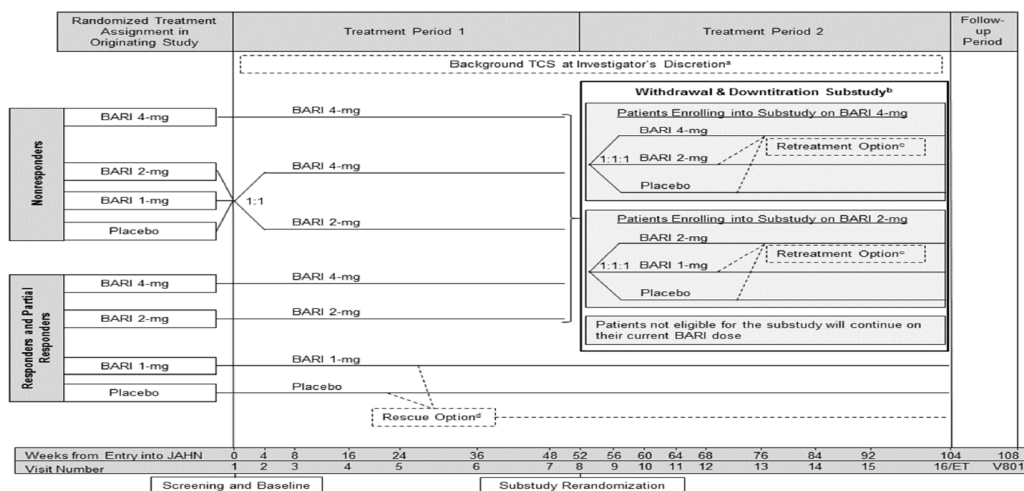 Randomized Treatment
Assignment in
Originating Study
Treatment Period 1
Treatment Period 2
Follow-
up
Period
Background TCS at Investigator's Discretionᵃ
Nonresponders
BARI 4-mg
BARI 2-mg
BARI 1-mg
Placebo
1:1
BARI 4-mg
BARI 4-mg
BARI 2-mg
Responders and Partial
Responders
BARI 4-mg
BARI 2-mg
BARI 1-mg
Placebo
BARI 4-mg
BARI 2-mg
BARI 1-mg
Placebo
Rescue Optionᵈ
Withdrawal & Downtitration Substudyᵇ
Patients Enrolling into Substudy on BARI 4-mg
BARI 4-mg
1:1:1 BARI 2-mg
Placebo
Retreatment Optionᶜ
Patients Enrolling into Substudy on BARI 2-mg
BARI 2-mg
1:1:1 BARI 1-mg
Placebo
Retreatment Optionᶜ
Patients not eligible for the substudy will continue on
their current BARI dose
Weeks from Entry into JAHN 0 4 8 16 24 36 48 52 56 60 64 68 76 84 92 104 108
Visit Number 1 2 3 4 5 6 7 8 9 10 11 12 13 14 15 16/ET V801
Screening and Baseline
Substudy Rerandomization